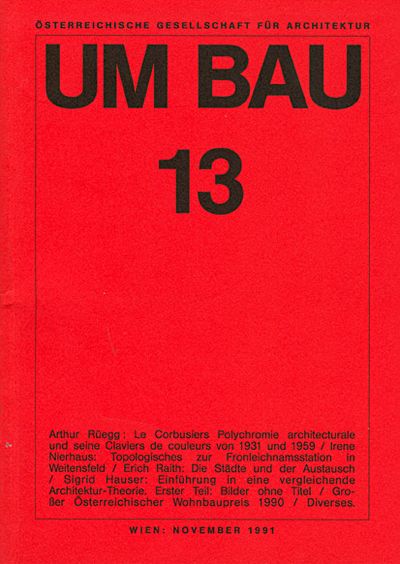 ÖSTERREICHISCHE GESELLSCHAFT FÜR ARCHITEKTUR
UM BAU
13
Arthur Rüegg: Le Corbusiers Polychromie architecturale
und seine Claviers de couleurs von 1931 und 1959 / Irene
Nierhaus: Topologisches zur Fronleichnamsstation in
Weitensfeld / Erich Raith: Die Städte und der Austausch
/ Sigrid Hauser: Einführung in eine vergleichende
Architektur-Theorie. Erster Teil: Bilder ohne Titel / Gro-
ßer Österreichischer Wohnbaupreis 1990 / Diverses.
WIEN: NOVEMBER 1991